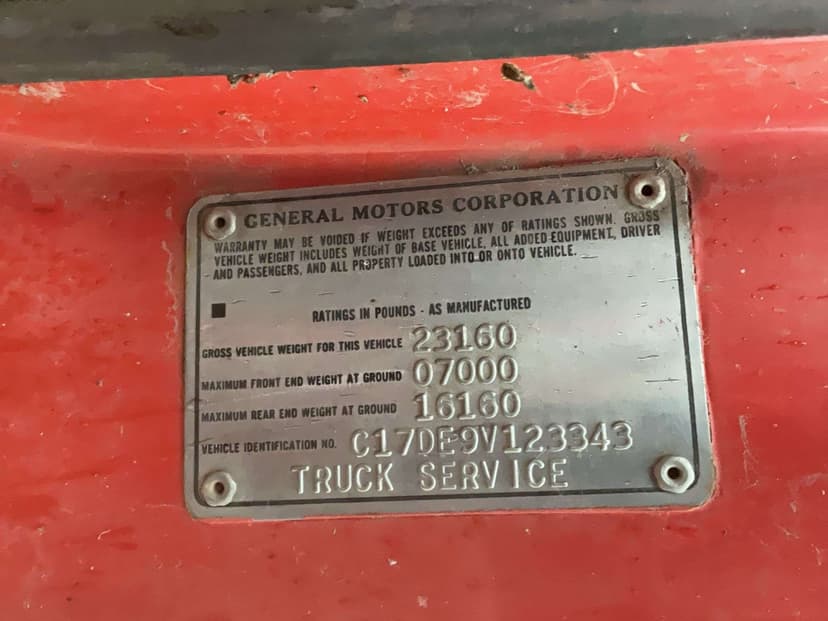 GENERAL MOTORS CORPORATION
WARRANTY MAY BE VOIDED IF WEIGHT EXCEEDS ANY OF RATINGS SHOWN. GROSS
VEHICLE WEIGHT INCLUDES WEIGHT OF BASE VEHICLE, ALL ADDED EQUIPMENT, DRIVER
AND PASSENGERS, AND ALL PROPERTY LOADED INTO OR ONTO VEHICLE.
RATINGS IN POUNDS - AS MANUFACTURED
GROSS VEHICLE WEIGHT FOR THIS VEHICLE 23160
MAXIMUM FRONT END WEIGHT AT GROUND 07000
MAXIMUM REAR END WEIGHT AT GROUND 16160
VEHICLE IDENTIFICATION NO. C17DE9V123343
TRUCK SERVICE